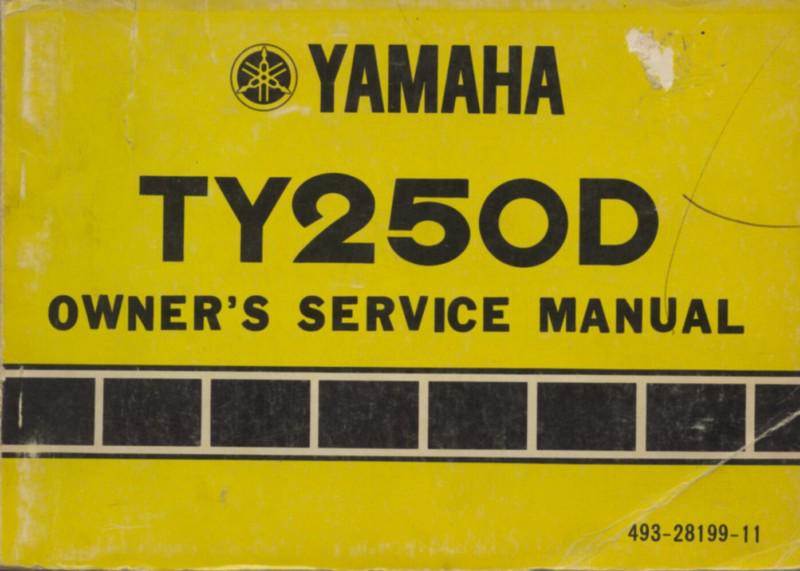 YAMAHA
TY250D
OWNER'S SERVICE MANUAL
493-28199-11